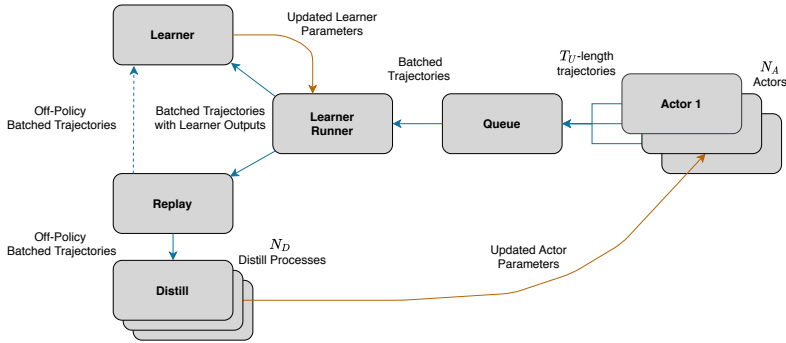 Learner
Updated Learner
Parameters
Batched
Trajectories
T_U-length
trajectories
N_A
Actors
Actor 1
Off-Policy
Batched Trajectories
Batched Trajectories
with Learner Outputs
Learner
Runner
Queue
Replay
Off-Policy
Batched Trajectories
N_D
Distill Processes
Updated Actor
Parameters
Distill